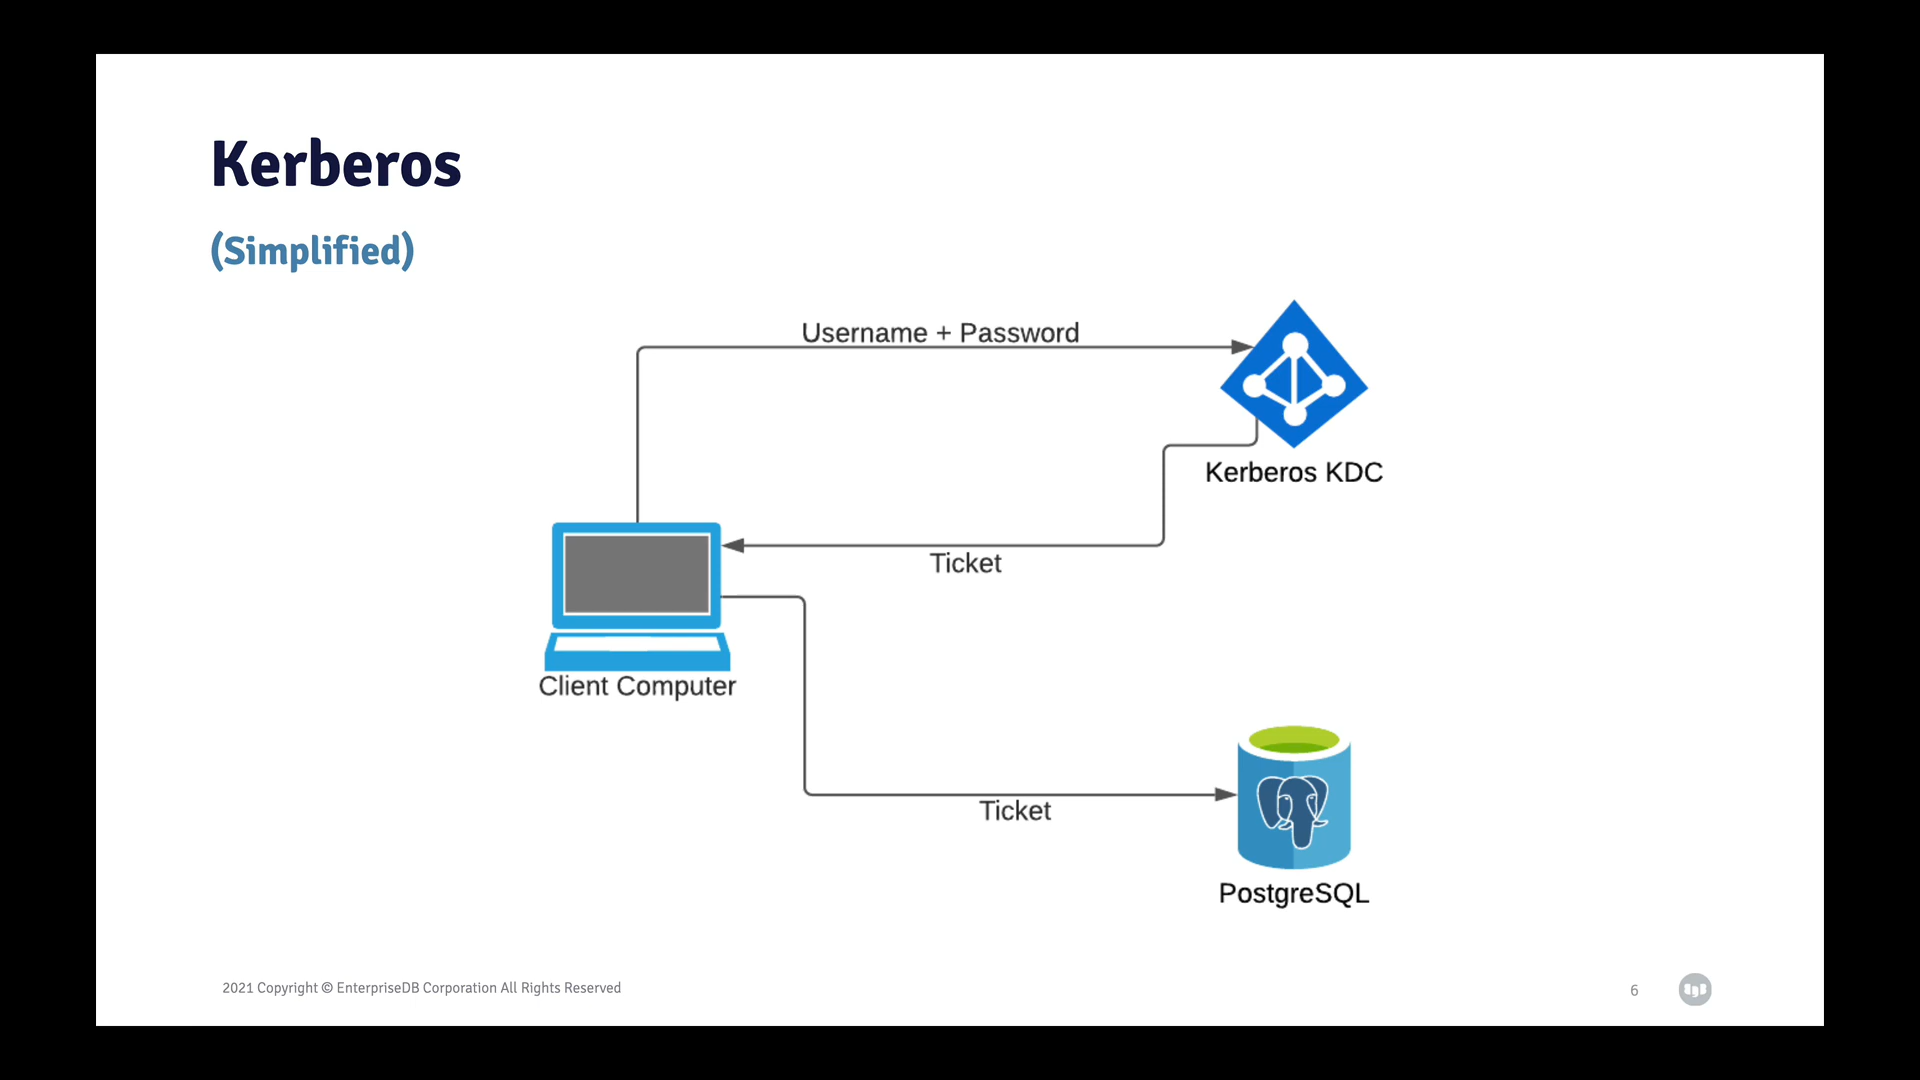 Kerberos
(Simplified)
Username + Password
Kerberos KDC
Ticket
Client Computer
Ticket
PostgreSQL
2021 Copyright © EnterpriseDB Corporation All Rights Reserved
6